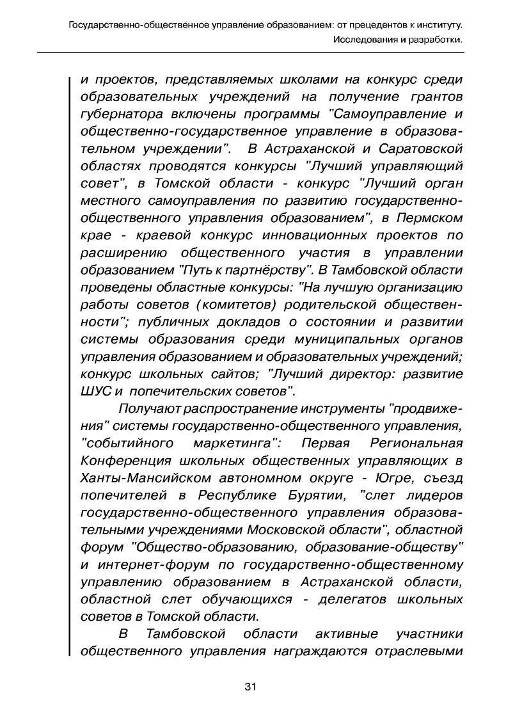 Государственно-общественное управление образованием: от прецедентов к институту.
Исследования и разработки.
и проектов, представляемых школами на конкурс среди
образовательных учреждений на получение грантов
губернатора включены программы "Самоуправление и
общественно-государственное управление в образова-
тельном учреждении". В Астраханской и Саратовской
областях проводятся конкурсы "Лучший управляющий
совет", в Томской области - конкурс "Лучший орган
местного самоуправления по развитию государственно-
общественного управления образованием", в Пермском
крае - краевой конкурс инновационных проектов по
расширению общественного участия в управлении
образованием "Путь к партнёрству". В Тамбовской области
проведены областные конкурсы: "На лучшую организацию
работы советов (комитетов) родительской обществен-
ности"; публичных докладов о состоянии и развитии
системы образования среди муниципальных органов
управления образованием и образовательных учреждений;
конкурс школьных сайтов; "Лучший директор: развитие
ШУС и попечительских советов".
Получают распространение инструменты "продвиже-
ния" системы государственно-общественного управления,
"событийного маркетинга": Первая Региональная
Конференция школьных общественных управляющих в
Ханты-Мансийском автономном округе - Югре, съезд
попечителей в Республике Бурятии, "слет лидеров
государственно-общественного управления образова-
тельными учреждениями Московской области", областной
форум "Общество-образованию, образование-обществу"
и интернет-форум по государственно-общественному
управлению образованием в Астраханской области,
областной слет обучающихся - делегатов школьных
советов в Томской области.
В Тамбовской области активные участники
общественного управления награждаются отраслевыми
31